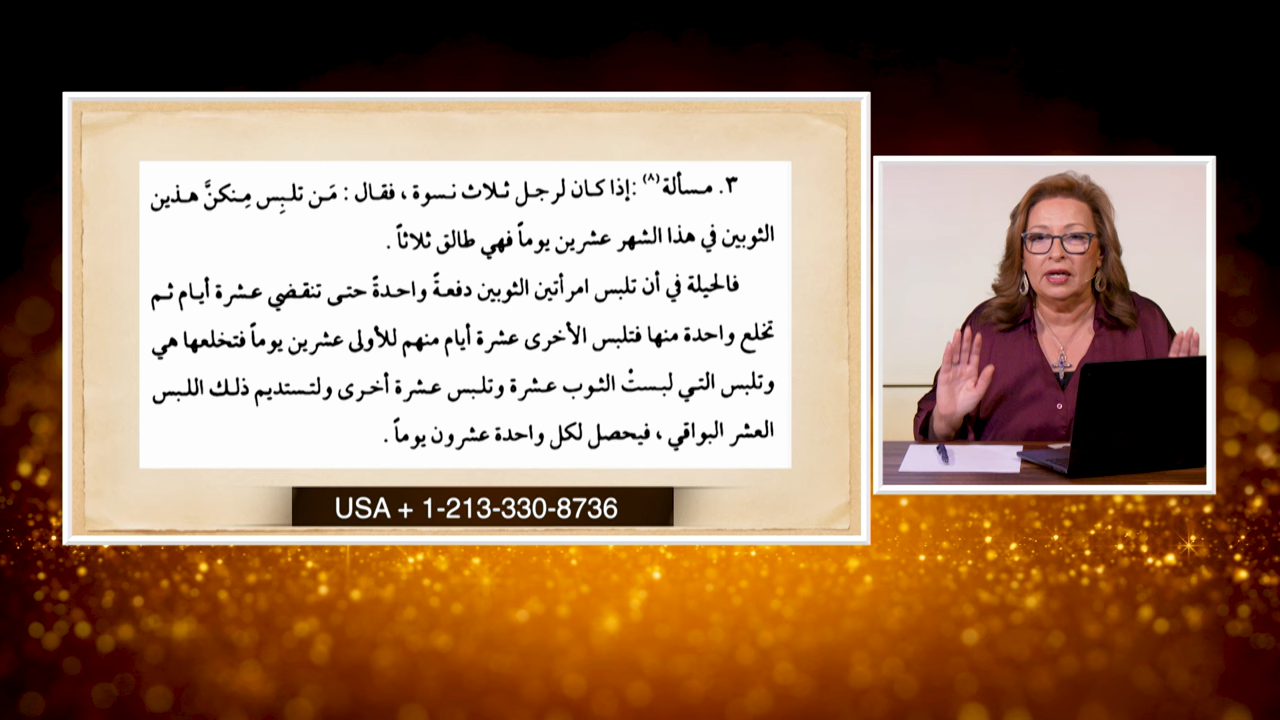 ٣. مسألة(٨) :إذا كان لرجل ثلاث نسوة ، فقال : مَن تلبِس مِنكنَّ هذين
الثوبين في هذا الشهر عشرين يوماً فهي طالق ثلاثاً .
فالحيلة في أن تلبس امرأتين الثوبين دفعةً واحدةً حتى تنقضي عشرة أيام ثم
تخلع واحدة منها فتلبس الأخرى عشرة أيام منهم للأولى عشرين يوماً فتخلعها هي
وتلبس التي لبستْ الثوب عشرة وتلبس عشرة أخرى ولتستديم ذلك اللبس
العشر البواقي ، فيحصل لكل واحدة عشرون يوماً .
USA + 1-213-330-8736